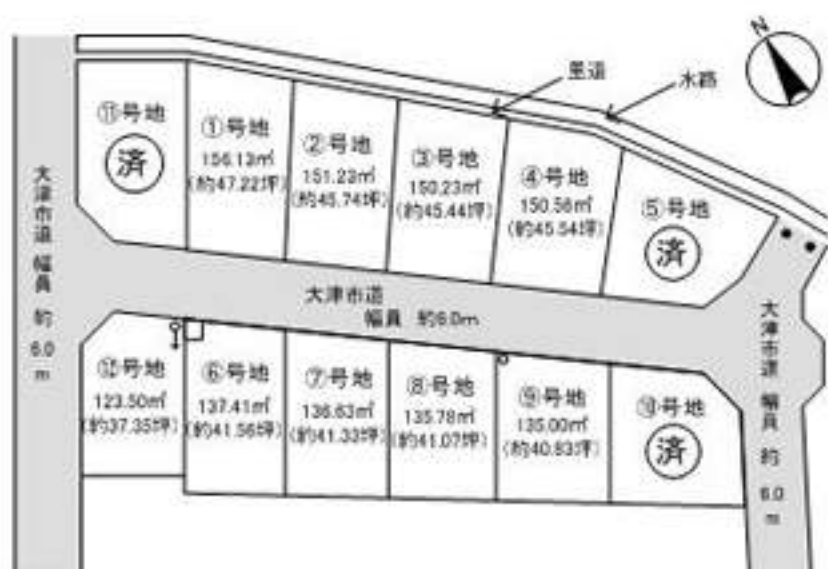 N
里道
水路
⑪号地
済
①号地
156.13㎡
(約47.22坪)
②号地
151.23㎡
(約45.74坪)
③号地
150.23㎡
(約45.44坪)
④号地
150.56㎡
(約45.54坪)
⑤号地
済
大津市道 幅員 約 6.0 m
大津市道
幅員 約6.0m
大津市道 幅員 約 6.0 m
⑫号地
123.50㎡
(約37.35坪)
⑥号地
137.41㎡
(約41.56坪)
⑦号地
136.63㎡
(約41.33坪)
⑧号地
135.78㎡
(約41.07坪)
⑨号地
135.00㎡
(約40.83坪)
⑩号地
済